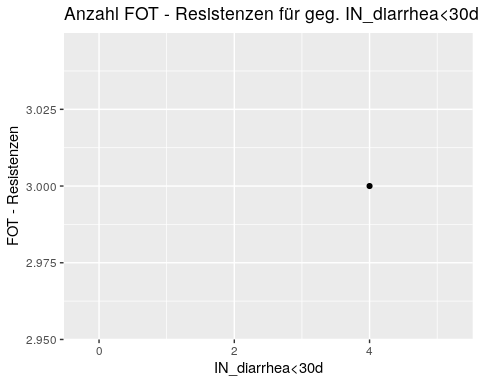 Anzahl FOT - Resistenzen für geg. IN_diarrhea<30d
3.025
3.000
2.975
2.950
FOT - Resistenzen
0 2 4
IN_diarrhea<30d